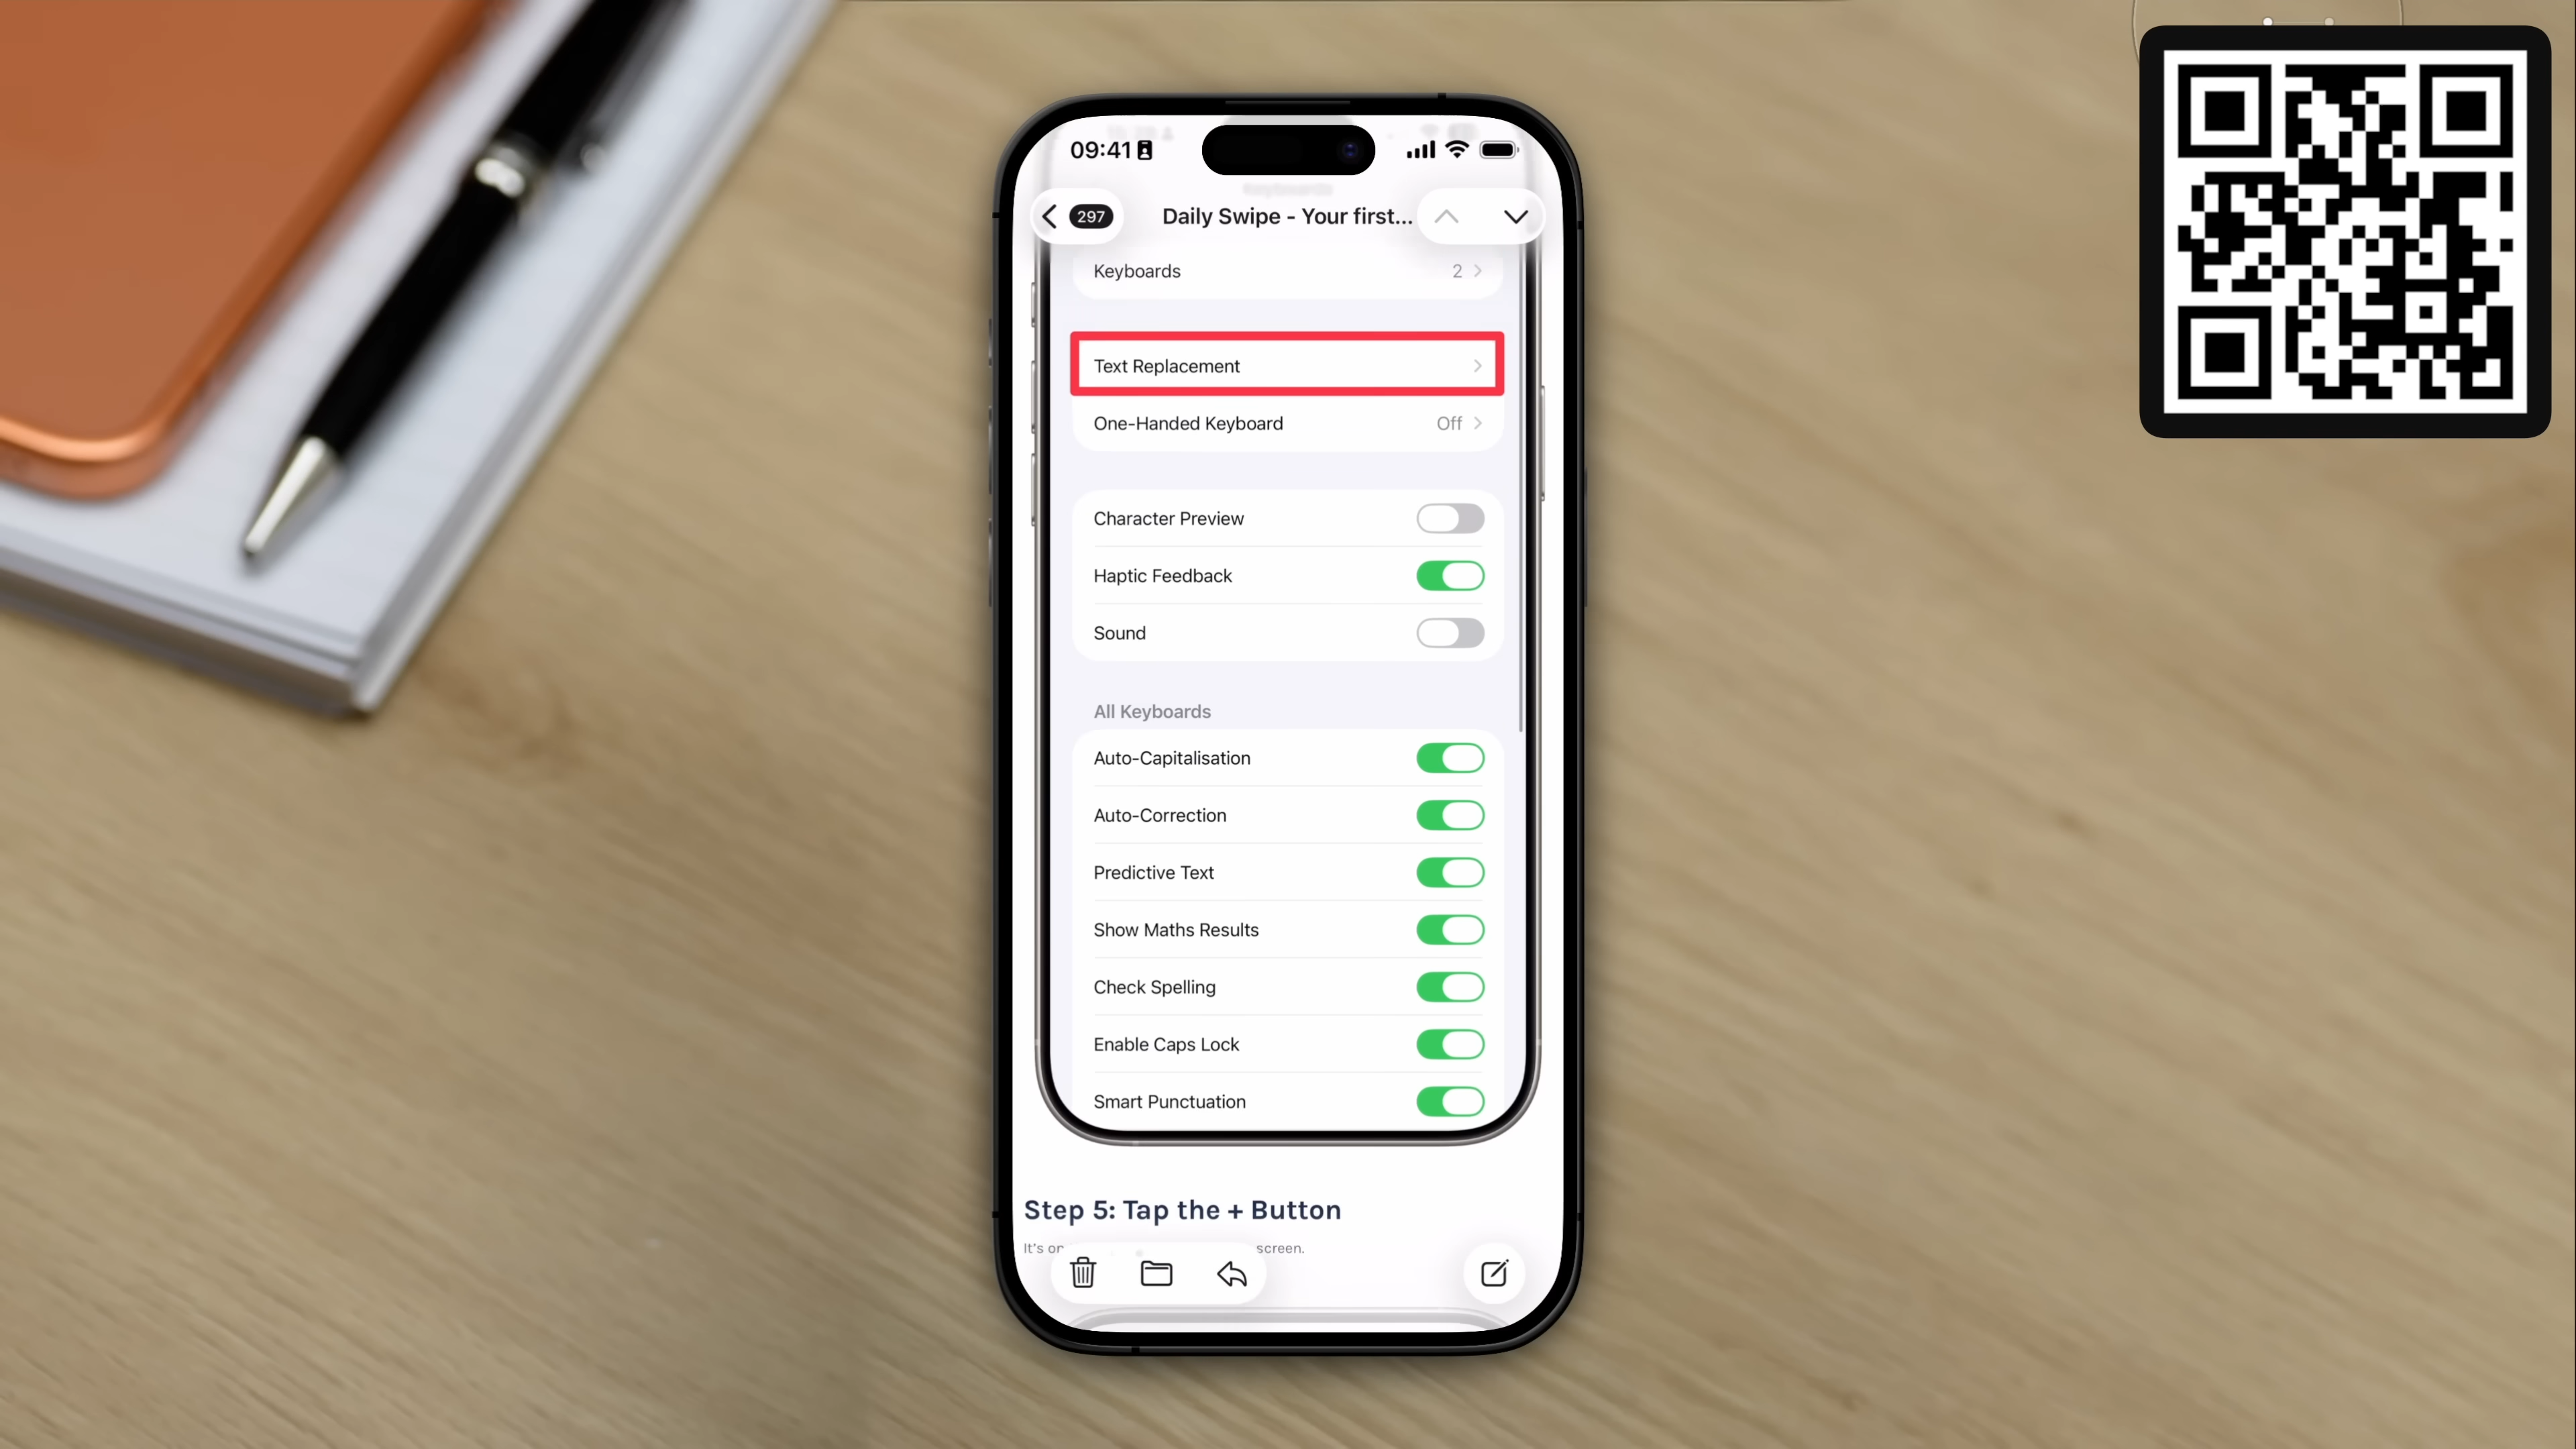 09:41
297
Daily Swipe - Your first...
Keyboards 2
Text Replacement
One-Handed Keyboard Off
Character Preview
Haptic Feedback
Sound
All Keyboards
Auto-Capitalisation
Auto-Correction
Predictive Text
Show Maths Results
Check Spelling
Enable Caps Lock
Smart Punctuation
Step 5: Tap the + Button
It's on screen.